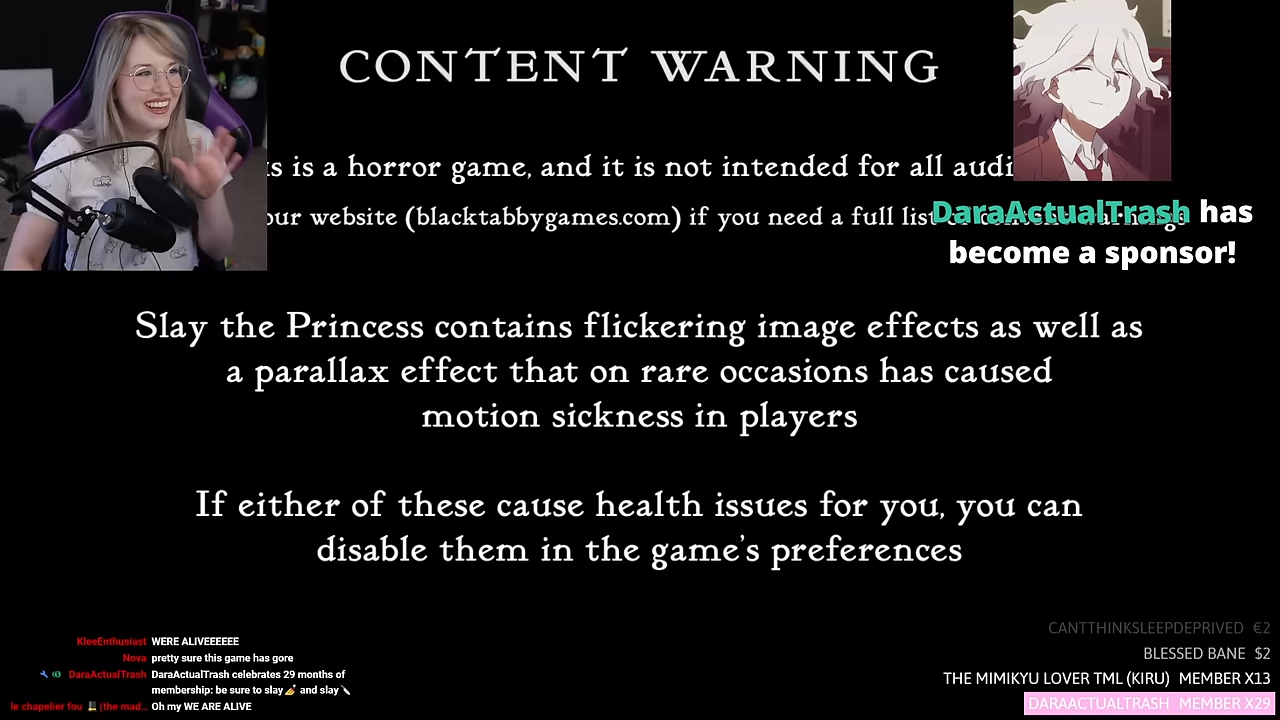 CONTENT WARNING
is a horror game, and it is not intended for all audi
our website (blacktabbygames.com) if you need a full list
DaraActualTrash has
become a sponsor!
Slay the Princess contains flickering image effects as well as
a parallax effect that on rare occasions has caused
motion sickness in players
If either of these cause health issues for you, you can
disable them in the game's preferences
KleeEnthusiast WERE ALIVEEEEEE
Nova pretty sure this game has gore
DaraActualTrash DaraActualTrash celebrates 29 months of
membership: be sure to slay💅 and slay🔪
le chapelier fou 🎩(the mad... Oh my WE ARE ALIVE
CANTTHINKSLEEPDEPRIVED €2
BLESSED BANE $2
THE MIMIKYU LOVER TML (KIRU) MEMBER X13
DARAACTUALTRASH MEMBER X29